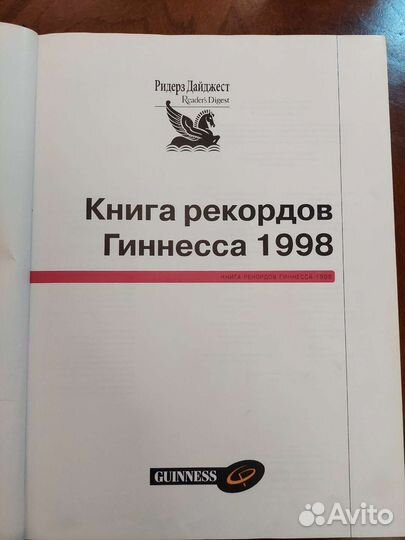 Ридерз Дайджест
Reader's Digest
Книга рекордов
Гиннесса 1998
КНИГА РЕКОРДОВ ГИННЕССА 1998
GUINNESS
Avito